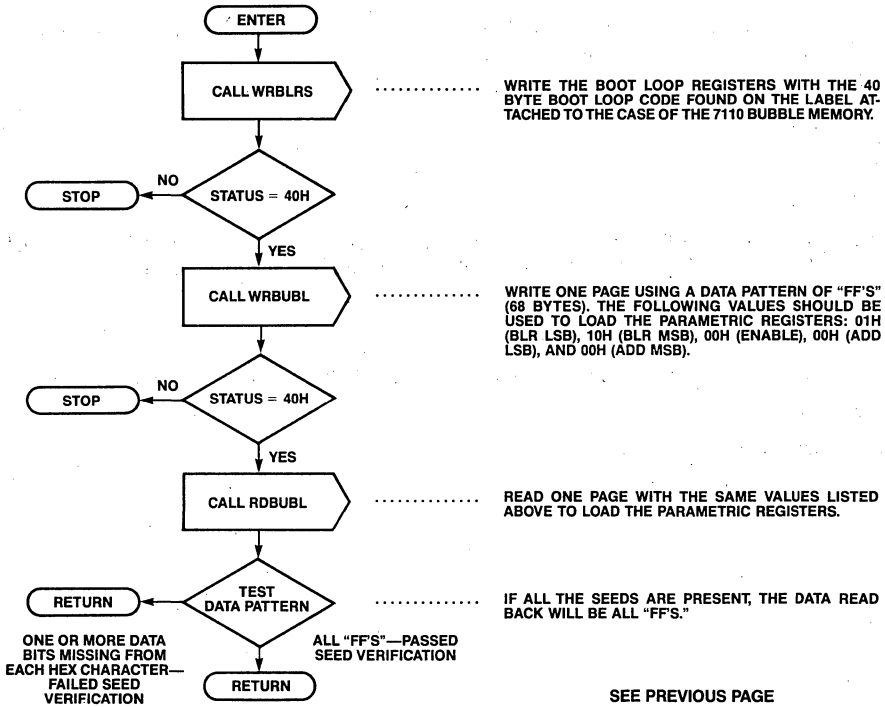 ENTER
CALL WRBLRS
WRITE THE BOOT LOOP REGISTERS WITH THE 40
BYTE BOOT LOOP CODE FOUND ON THE LABEL AT-
TACHED TO THE CASE OF THE 7110 BUBBLE MEMORY.
STATUS = 40H
NO
STOP
YES
CALL WRBUBL
WRITE ONE PAGE USING A DATA PATTERN OF "FF'S"
(68 BYTES). THE FOLLOWING VALUES SHOULD BE
USED TO LOAD THE PARAMETRIC REGISTERS: 01H
(BLR LSB), 10H (BLR MSB), 00H (ENABLE), 00H (ADD
LSB), AND 00H (ADD MSB).
STATUS = 40H
NO
STOP
YES
CALL RDBUBL
READ ONE PAGE WITH THE SAME VALUES LISTED
ABOVE TO LOAD THE PARAMETRIC REGISTERS.
TEST
DATA PATTERN
IF ALL THE SEEDS ARE PRESENT, THE DATA READ
BACK WILL BE ALL "FF'S."
RETURN
ONE OR MORE DATA
BITS MISSING FROM
EACH HEX CHARACTER—
FAILED SEED
VERIFICATION
ALL "FF'S"—PASSED
SEED VERIFICATION
RETURN
SEE PREVIOUS PAGE